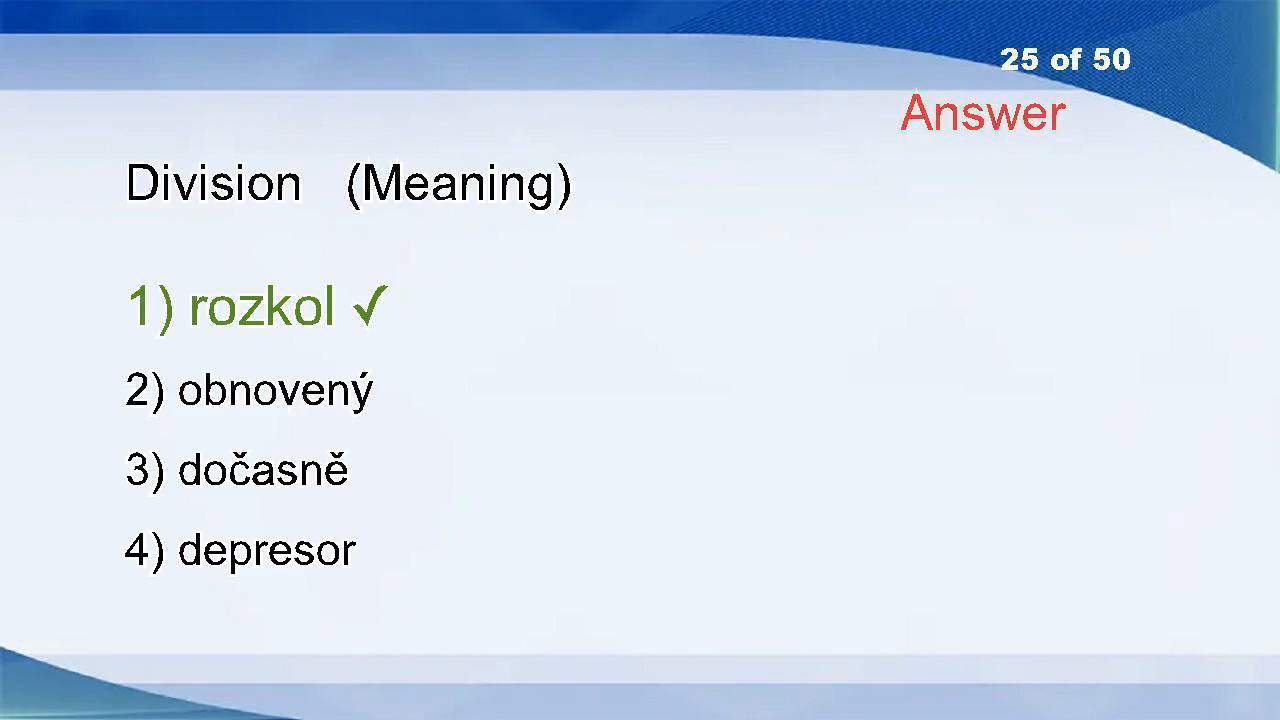 25 of 50
Answer
Division (Meaning)
1) rozkol ✓
2) obnovený
3) dočasně
4) depresor